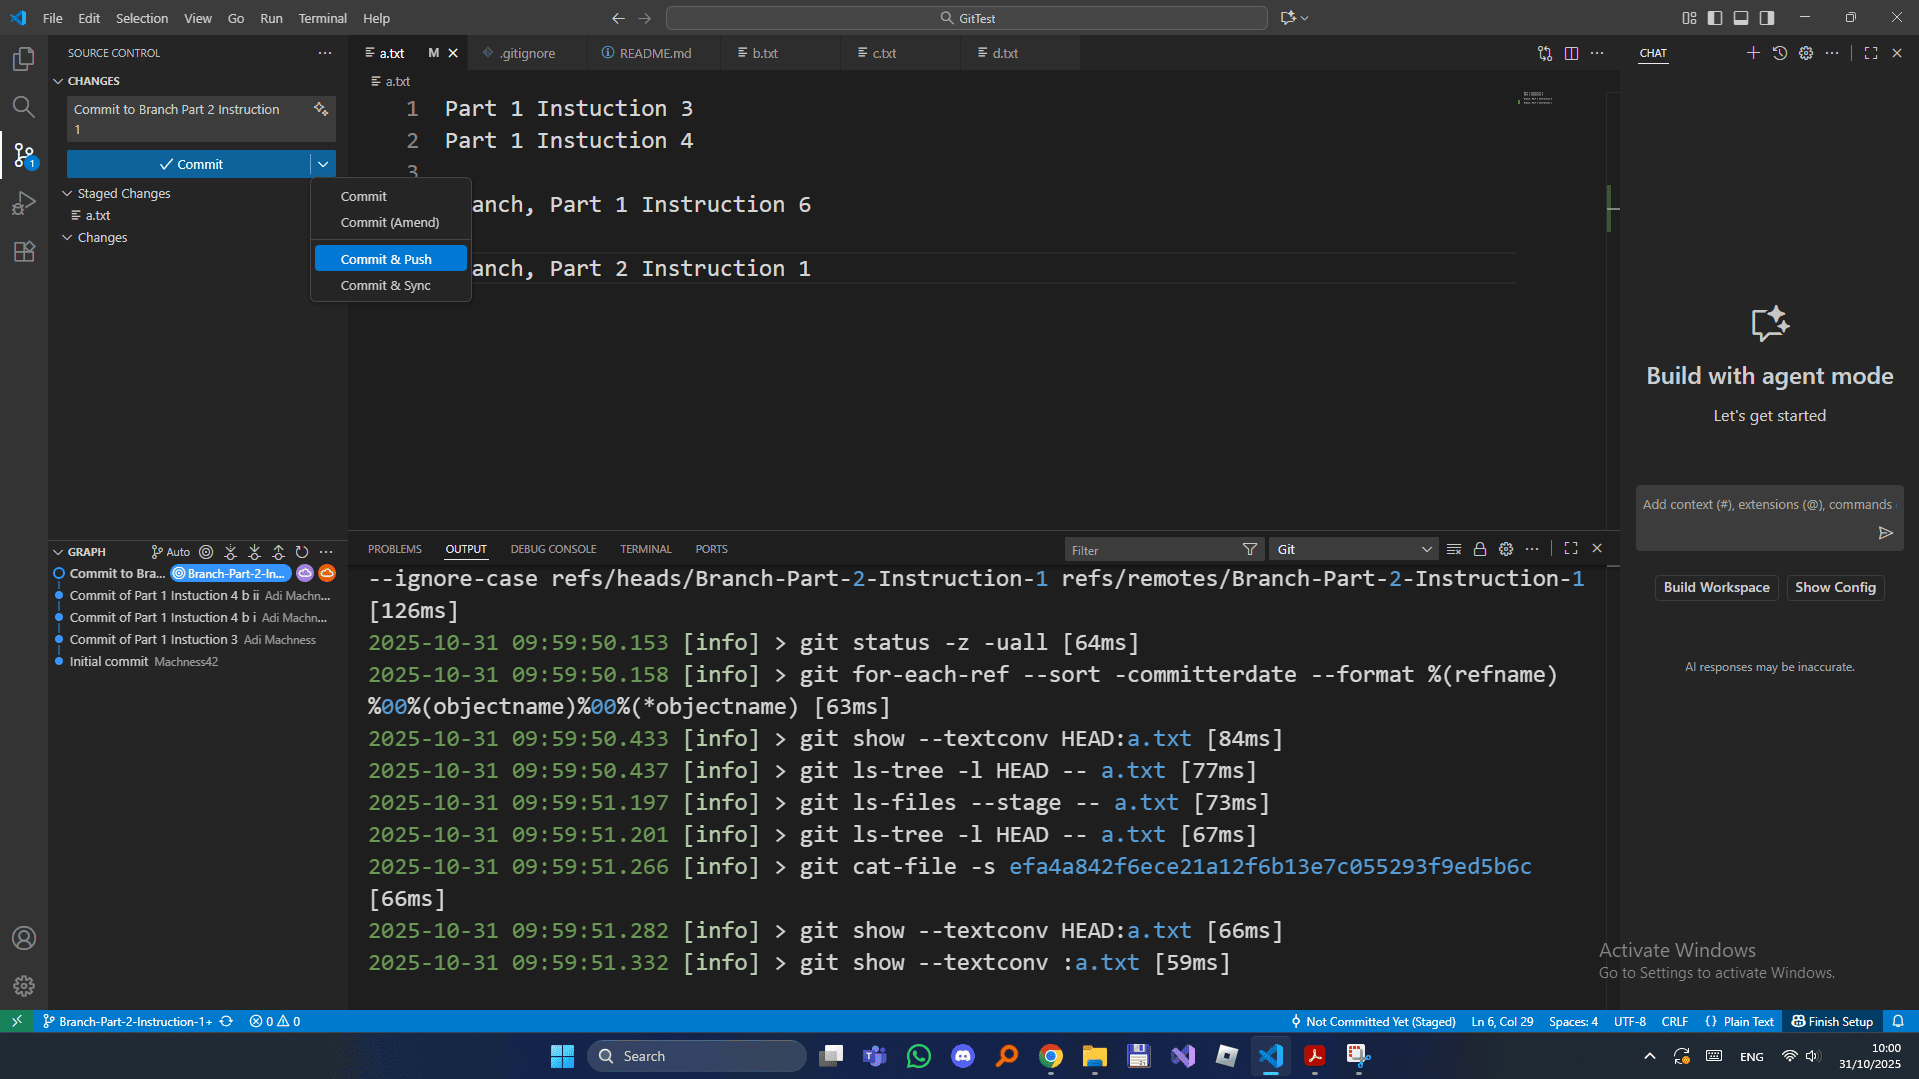 File Edit Selection View Go Run Terminal Help
GitTest
SOURCE CONTROL
CHANGES
Commit to Branch Part 2 Instruction
1
Commit
Staged Changes
a.txt
Changes
1
Commit
Commit (Amend)
Commit & Push
Commit & Sync
a.txt M .gitignore README.md b.txt c.txt d.txt
a.txt
1 Part 1 Instuction 3
2 Part 1 Instuction 4
3
anch, Part 1 Instruction 6
anch, Part 2 Instruction 1
GRAPH Auto
Commit to Bra... Branch-Part-2-In...
Commit of Part 1 Instuction 4 b ii Adi Machn...
Commit of Part 1 Instuction 4 b i Adi Machn...
Commit of Part 1 Instuction 3 Adi Machness
Initial commit Machness42
PROBLEMS OUTPUT DEBUG CONSOLE TERMINAL PORTS
Filter
Git
--ignore-case refs/heads/Branch-Part-2-Instruction-1 refs/remotes/Branch-Part-2-Instruction-1
[126ms]
2025-10-31 09:59:50.153 [info] > git status -z -uall [64ms]
2025-10-31 09:59:50.158 [info] > git for-each-ref --sort -committerdate --format %(refname)
%00%(objectname)%00%(*objectname) [63ms]
2025-10-31 09:59:50.433 [info] > git show --textconv HEAD:a.txt [84ms]
2025-10-31 09:59:50.437 [info] > git ls-tree -l HEAD -- a.txt [77ms]
2025-10-31 09:59:51.197 [info] > git ls-files --stage -- a.txt [73ms]
2025-10-31 09:59:51.201 [info] > git ls-tree -l HEAD -- a.txt [67ms]
2025-10-31 09:59:51.266 [info] > git cat-file -s efa4a842f6ece21a12f6b13e7c055293f9ed5b6c
[66ms]
2025-10-31 09:59:51.282 [info] > git show --textconv HEAD:a.txt [66ms]
2025-10-31 09:59:51.332 [info] > git show --textconv :a.txt [59ms]
CHAT
Build with agent mode
Let's get started
Add context (#), extensions (@), commands
Build Workspace Show Config
AI responses may be inaccurate.
Activate Windows
Go to Settings to activate Windows.
Branch-Part-2-Instruction-1+ 0 0
Not Committed Yet (Staged) Ln 6, Col 29 Spaces: 4 UTF-8 CRLF {} Plain Text Finish Setup
Search
ENG
10:00
31/10/2025